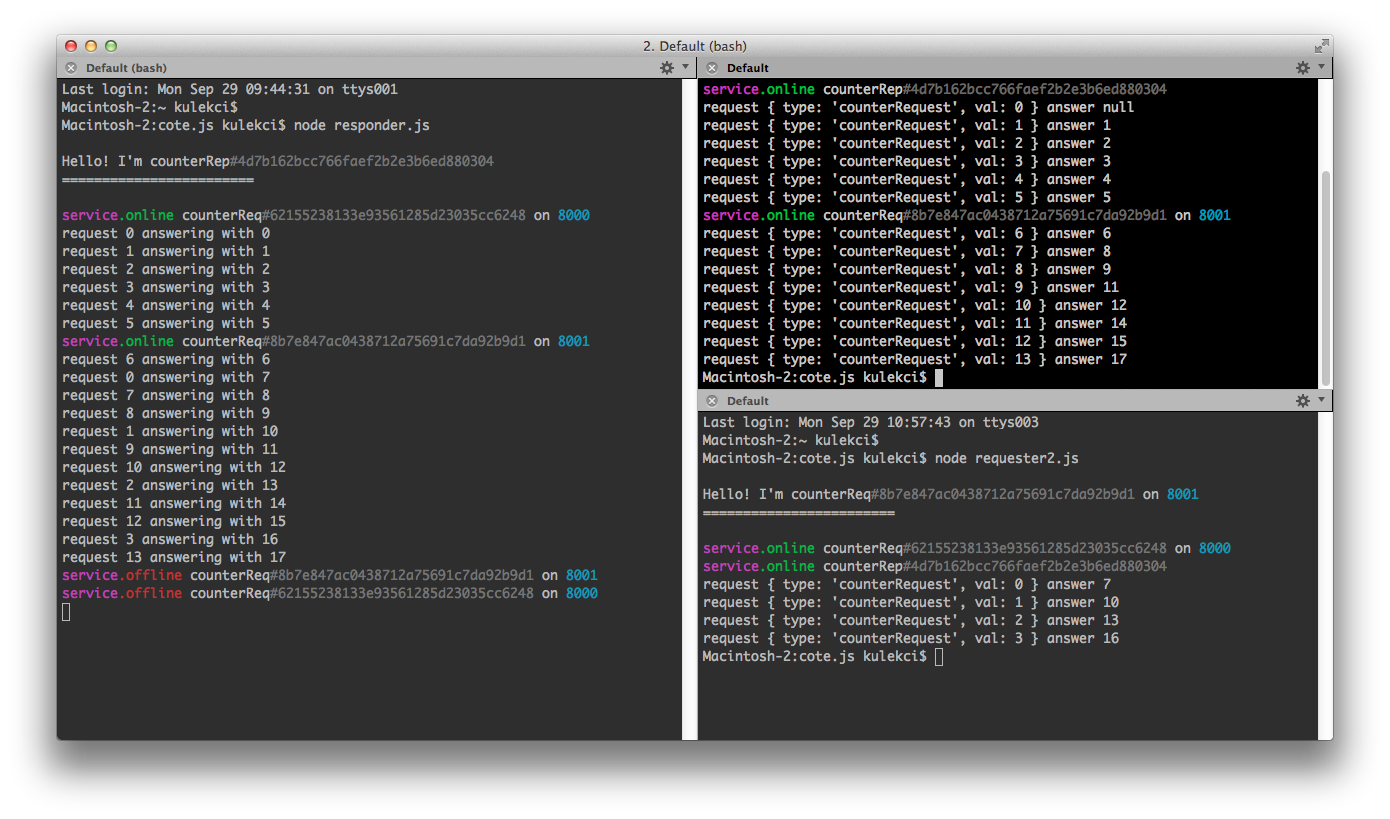 2. Default (bash)
Default (bash)
Last login: Mon Sep 29 09:44:31 on ttys001
Macintosh-2:~ kulekci$
Macintosh-2:cote.js kulekci$ node responder.js
Hello! I'm counterRep#4d7b162bcc766faef2b2e3b6ed880304
========================
service.online counterReq#62155238133e93561285d23035cc6248 on 8000
request 0 answering with 0
request 1 answering with 1
request 2 answering with 2
request 3 answering with 3
request 4 answering with 4
request 5 answering with 5
service.online counterReq#8b7e847ac0438712a75691c7da92b9d1 on 8001
request 6 answering with 6
request 0 answering with 7
request 7 answering with 8
request 8 answering with 9
request 1 answering with 10
request 9 answering with 11
request 10 answering with 12
request 2 answering with 13
request 11 answering with 14
request 12 answering with 15
request 3 answering with 16
request 13 answering with 17
service.offline counterReq#8b7e847ac0438712a75691c7da92b9d1 on 8001
service.offline counterReq#62155238133e93561285d23035cc6248 on 8000
Default
service.online counterRep#4d7b162bcc766faef2b2e3b6ed880304
request { type: 'counterRequest', val: 0 } answer null
request { type: 'counterRequest', val: 1 } answer 1
request { type: 'counterRequest', val: 2 } answer 2
request { type: 'counterRequest', val: 3 } answer 3
request { type: 'counterRequest', val: 4 } answer 4
request { type: 'counterRequest', val: 5 } answer 5
service.online counterReq#8b7e847ac0438712a75691c7da92b9d1 on 8001
request { type: 'counterRequest', val: 6 } answer 6
request { type: 'counterRequest', val: 7 } answer 8
request { type: 'counterRequest', val: 8 } answer 9
request { type: 'counterRequest', val: 9 } answer 11
request { type: 'counterRequest', val: 10 } answer 12
request { type: 'counterRequest', val: 11 } answer 14
request { type: 'counterRequest', val: 12 } answer 15
request { type: 'counterRequest', val: 13 } answer 17
Macintosh-2:cote.js kulekci$
Default
Last login: Mon Sep 29 10:57:43 on ttys003
Macintosh-2:~ kulekci$
Macintosh-2:cote.js kulekci$ node requester2.js
Hello! I'm counterReq#8b7e847ac0438712a75691c7da92b9d1 on 8001
========================
service.online counterReq#62155238133e93561285d23035cc6248 on 8000
service.online counterRep#4d7b162bcc766faef2b2e3b6ed880304
request { type: 'counterRequest', val: 0 } answer 7
request { type: 'counterRequest', val: 1 } answer 10
request { type: 'counterRequest', val: 2 } answer 13
request { type: 'counterRequest', val: 3 } answer 16
Macintosh-2:cote.js kulekci$